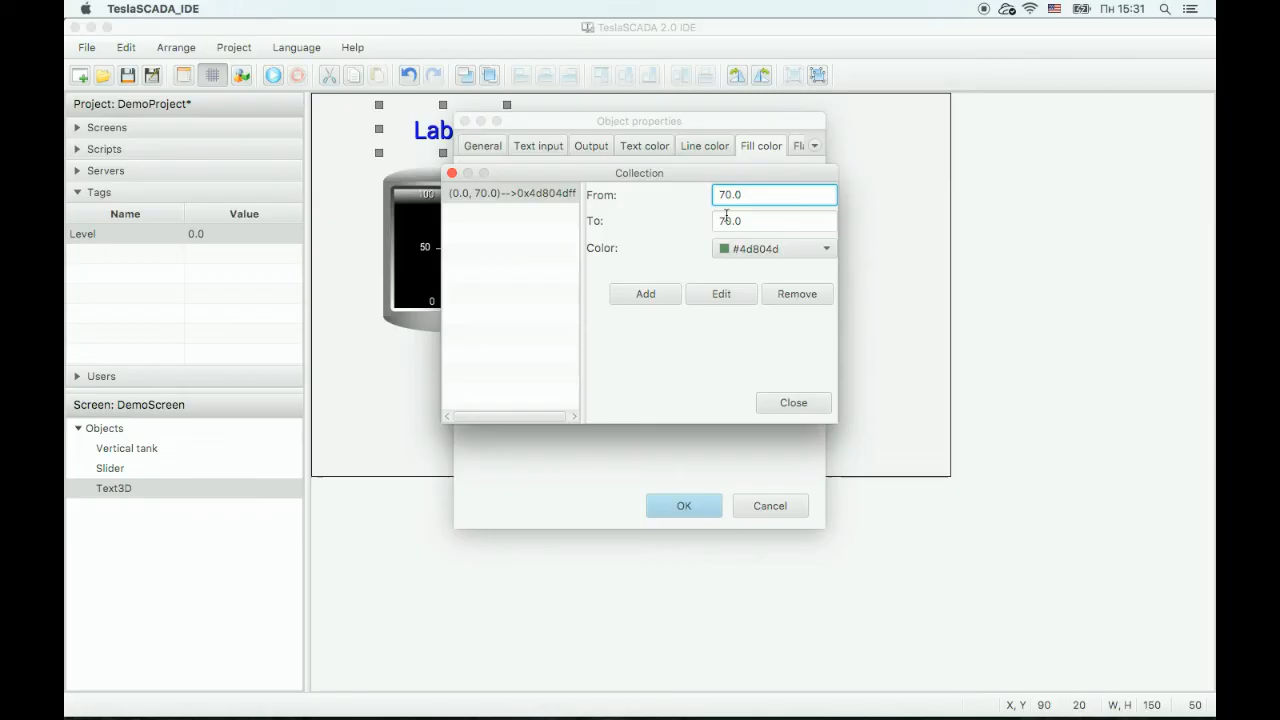 TeslaSCADA_IDE
Пн 15:31
TeslaSCADA 2.0 IDE
File Edit Arrange Project Language Help
Project: DemoProject*
Screens
Scripts
Servers
Tags
Name Value
Level 0.0
Users
Screen: DemoScreen
Objects
Vertical tank
Slider
Text3D
Lab
100
50
0
Object properties
General Text input Output Text color Line color Fill color Fl
Collection
(0.0, 70.0)-->0x4d804dff
From: 70.0
To: 70.0
Color: #4d804d
Add Edit Remove
Close
OK Cancel
X, Y 90 20 W, H 150 50